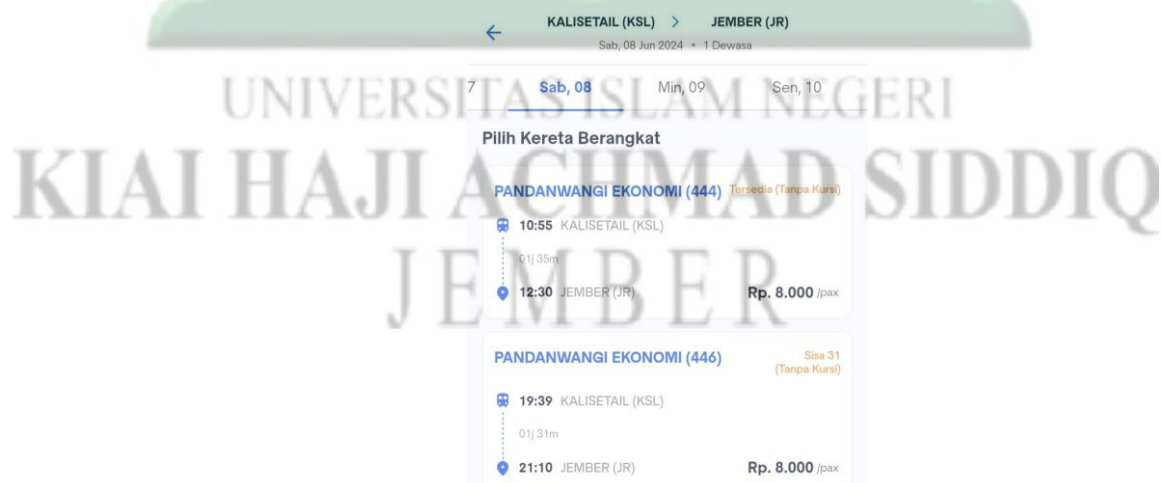 KALISETAIL (KSL) > JEMBER (JR)
Sab, 08 Jun 2024 • 1 Dewasa
7 Sab, 08 Min, 09 Sen, 10
UNIVERSITAS ISLAM NEGERI
Pilih Kereta Berangkat
KIAI HAJI ACHMAD SIDDIQ
PANDANWANGI EKONOMI (444) Tersedia (Tanpa Kursi)
10:55 KALISETAIL (KSL)
01j 35m
JEMBER
12:30 JEMBER (JR) Rp. 8.000 /pax
PANDANWANGI EKONOMI (446) Sisa 31
(Tanpa Kursi)
19:39 KALISETAIL (KSL)
01j 31m
21:10 JEMBER (JR) Rp. 8.000 /pax